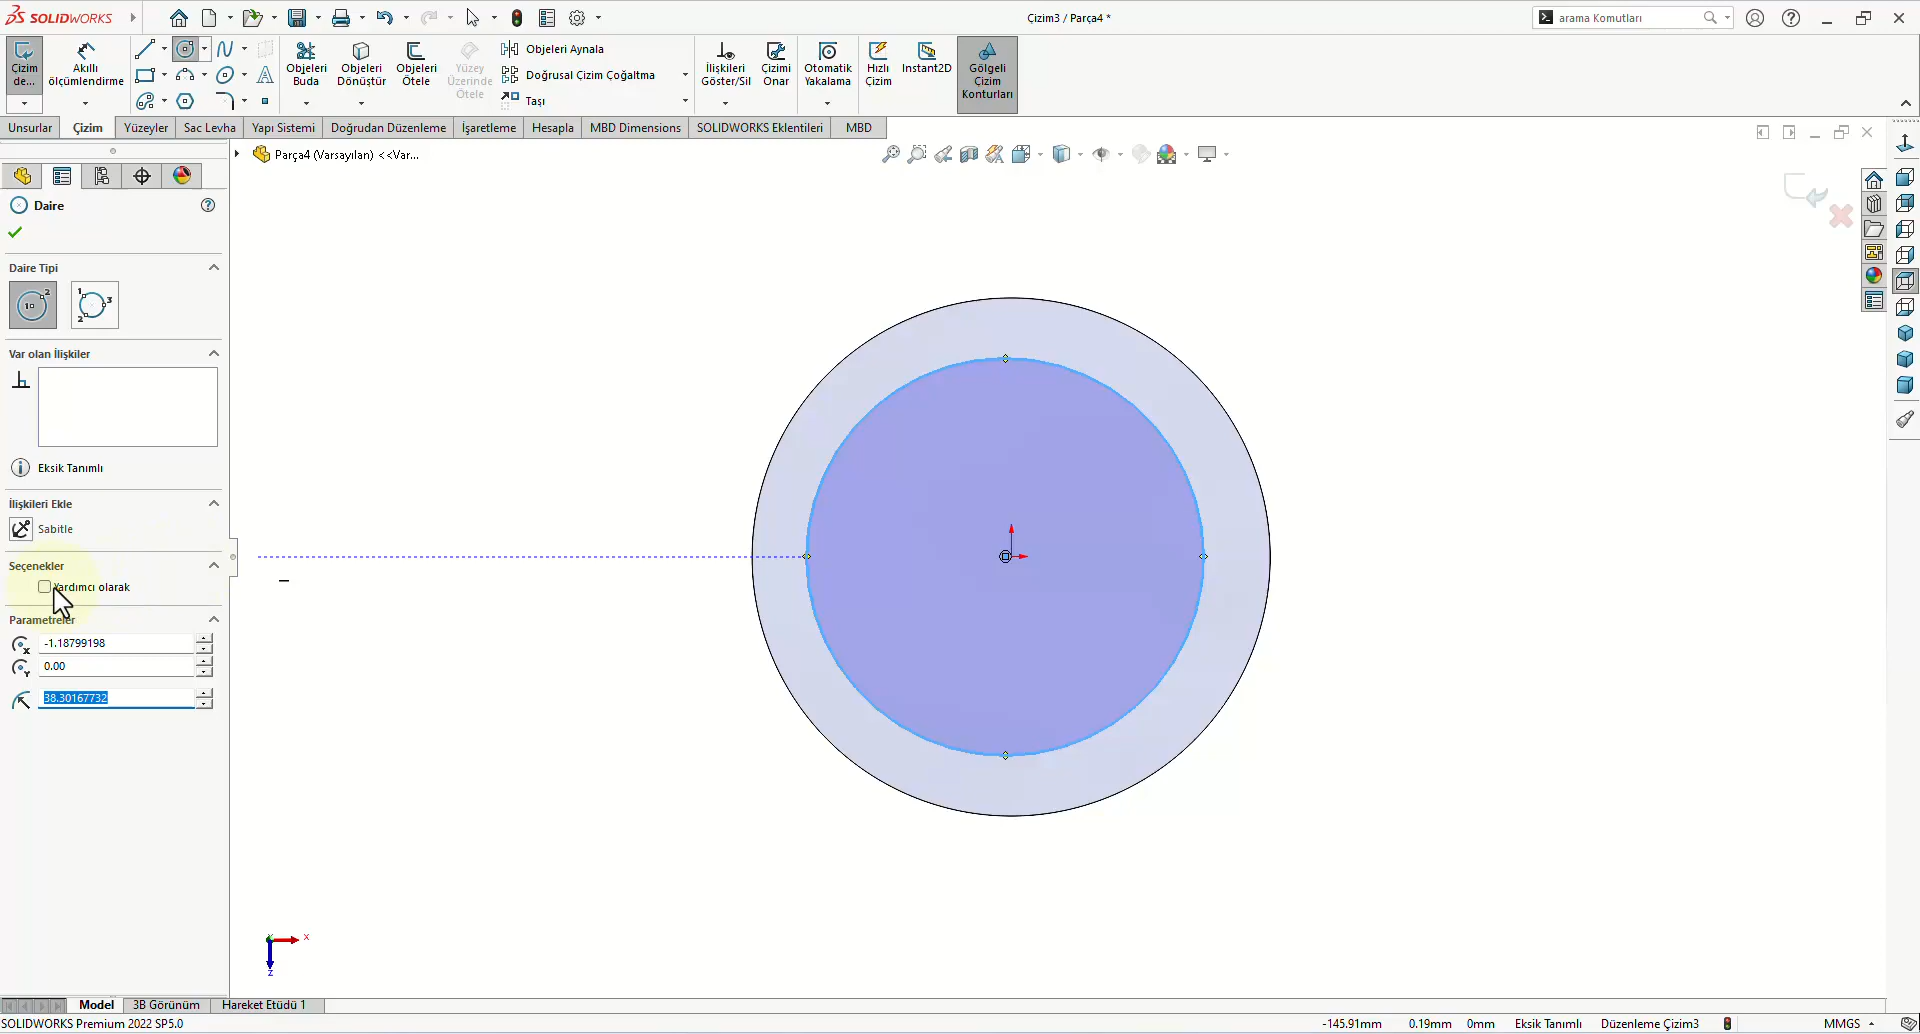 SOLIDWORKS
Çizim3 / Parça4 *
arama Komutları
Çizim de...
Akıllı ölçümlendirme
Objeleri Buda
Objeleri Dönüştür
Objeleri Ötele
Yüzey Üzerinde Ötele
Objeleri Aynala
Doğrusal Çizim Çoğaltma
Taşı
İlişkileri Göster/Sil
Çizimi Onar
Otomatik Yakalama
Hızlı Çizim
Instant2D
Gölgeli Çizim Konturları
Unsurlar
Çizim
Yüzeyler
Sac Levha
Yapı Sistemi
Doğrudan Düzenleme
İşaretleme
Hesapla
MBD Dimensions
SOLIDWORKS Eklentileri
MBD
Parça4 (Varsayılan) <<Var...
Daire
Daire Tipi
Var olan İlişkiler
Eksik Tanımlı
İlişkileri Ekle
Sabitle
Seçenekler
Yardımcı olarak
Parametreler
-1.18799198
0.00
38.30167732
x
z
Model
3B Görünüm
Hareket Etüdü 1
SOLIDWORKS Premium 2022 SP5.0
-145.91mm
0.19mm
0mm
Eksik Tanımlı
Düzenleme Çizim3
MMGS